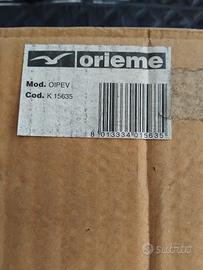 orieme
Mod. OIPEV
Cod. K 15635
8 013334 015635
subito